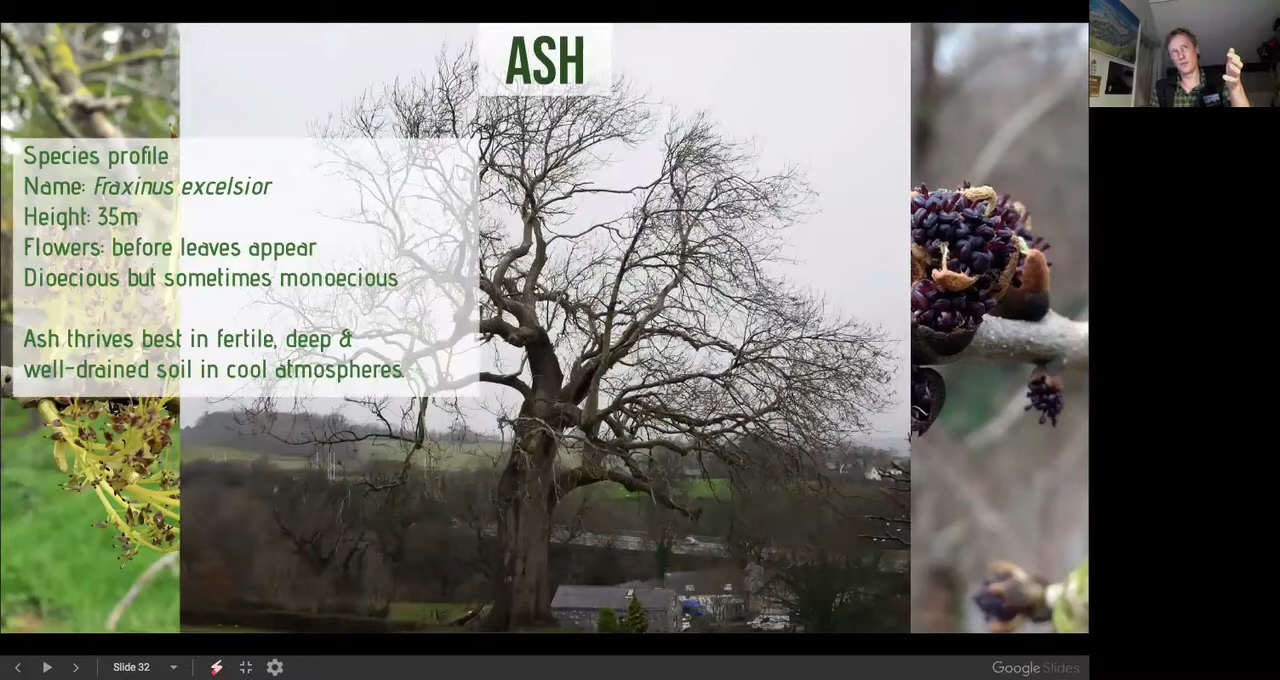 ASH
Species profile
Name: Fraxinus excelsior
Height: 35m
Flowers: before leaves appear
Dioecious but sometimes monoecious
Ash thrives best in fertile, deep &
well-drained soil in cool atmospheres.
Slide 32
Google Slides